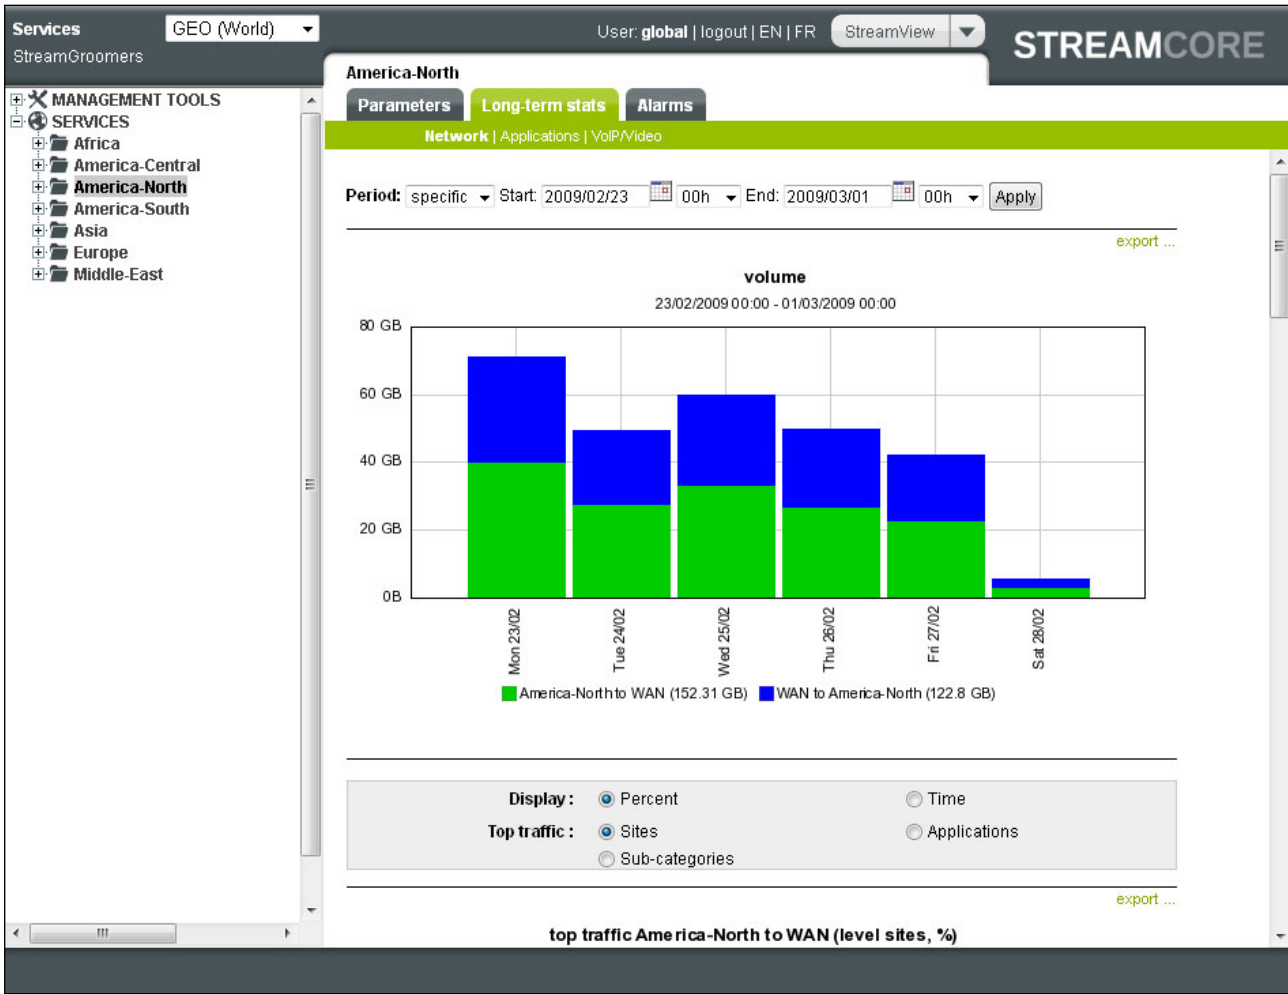 Services GEO (World)
StreamGroomers
User: global | logout | EN | FR StreamView
STREAMCORE
MANAGEMENT TOOLS
SERVICES
Africa
America-Central
America-North
America-South
Asia
Europe
Middle-East
America-North
Parameters Long-term stats Alarms
Network | Applications | VoIP/Video
Period: specific Start: 2009/02/23 00h End: 2009/03/01 00h Apply
export ...
volume
23/02/2009 00:00 - 01/03/2009 00:00
80 GB
60 GB
40 GB
20 GB
0B
Mon 23/02
Tue 24/02
Wed 25/02
Thu 26/02
Fri 27/02
Sat 28/02
America-North to WAN (152.31 GB) WAN to America-North (122.8 GB)
Display : Percent Time
Top traffic : Sites Applications
Sub-categories
export ...
top traffic America-North to WAN (level sites, %)